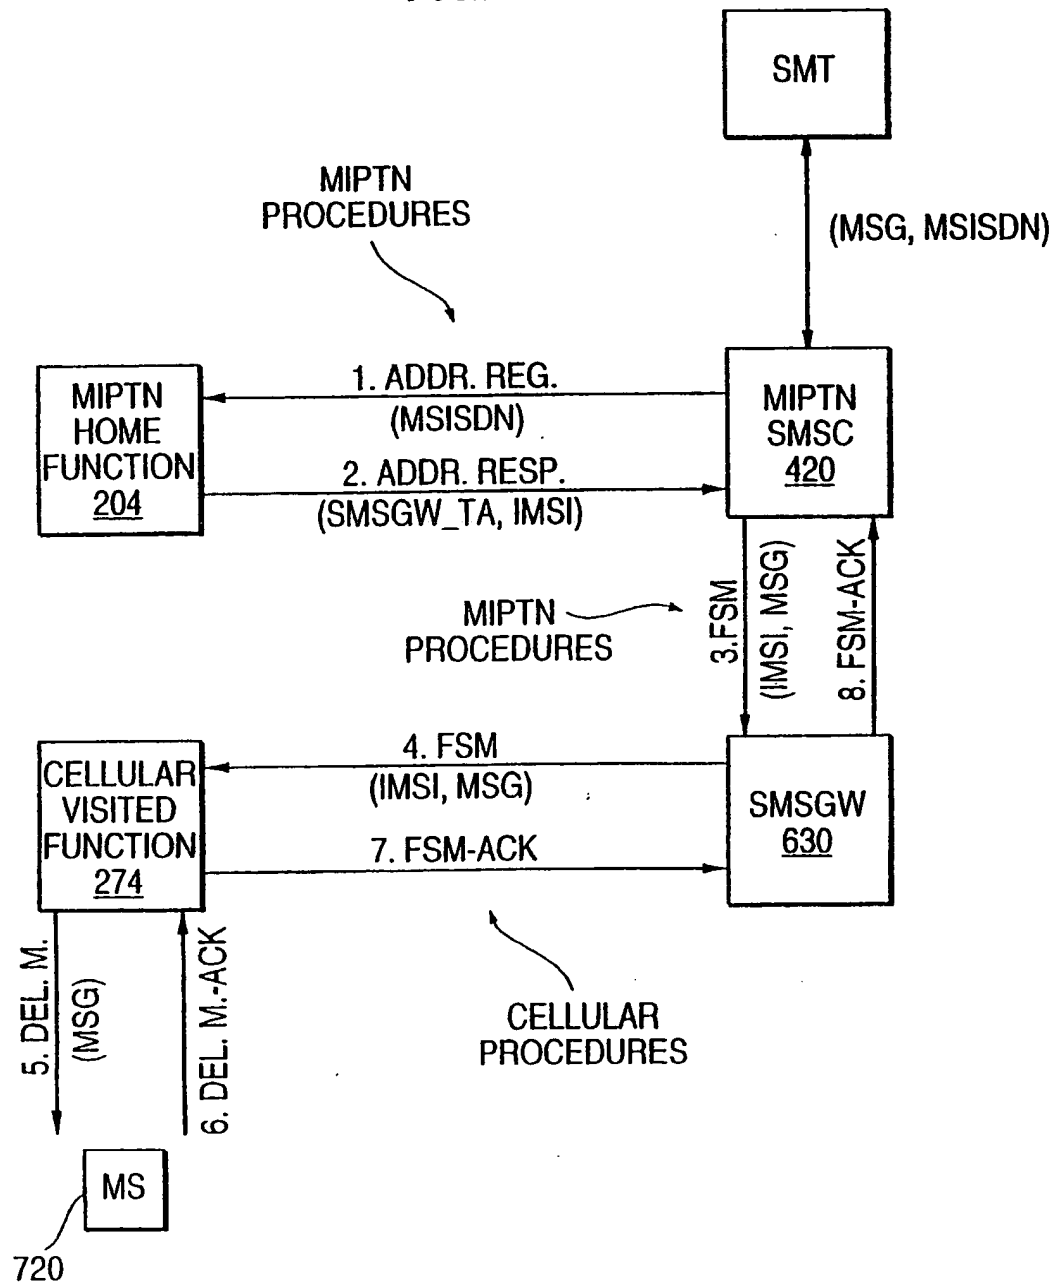 SMT
MIPTN
PROCEDURES
(MSG, MSISDN)
1. ADDR. REG.
(MSISDN)
MIPTN
HOME
FUNCTION
204
MIPTN
SMSC
420
2. ADDR. RESP.
(SMSGW_TA, IMSI)
MIPTN
PROCEDURES
3.FSM
(IMSI, MSG)
8. FSM-ACK
4. FSM
(IMSI, MSG)
CELLULAR
VISITED
FUNCTION
274
SMSGW
630
7. FSM-ACK
5. DEL. M.
(MSG)
6. DEL. M.-ACK
CELLULAR
PROCEDURES
MS
720